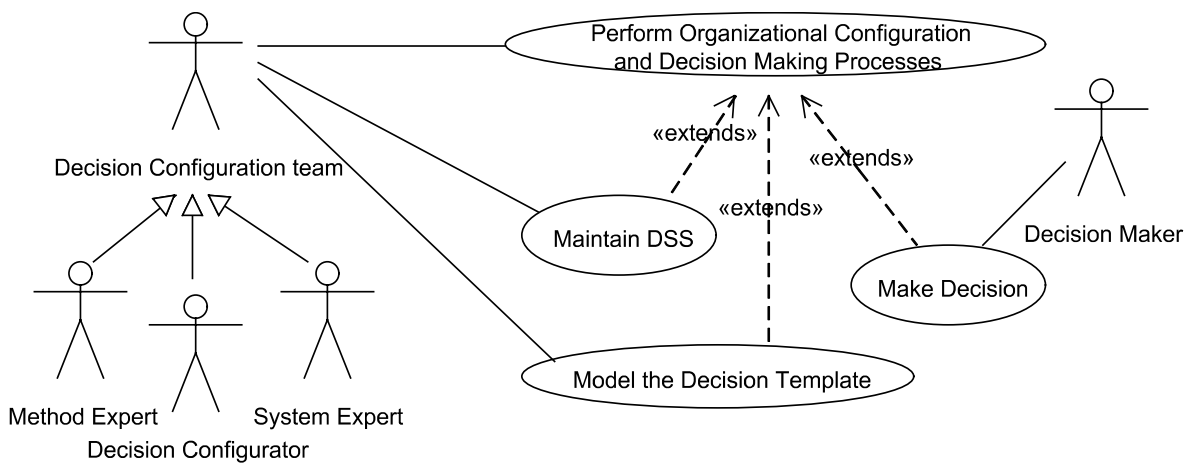 Perform Organizational Configuration
and Decision Making Processes
«extends»
«extends»
«extends»
Decision Configuration team
Maintain DSS
Decision Maker
Make Decision
Model the Decision Template
Method Expert
System Expert
Decision Configurator